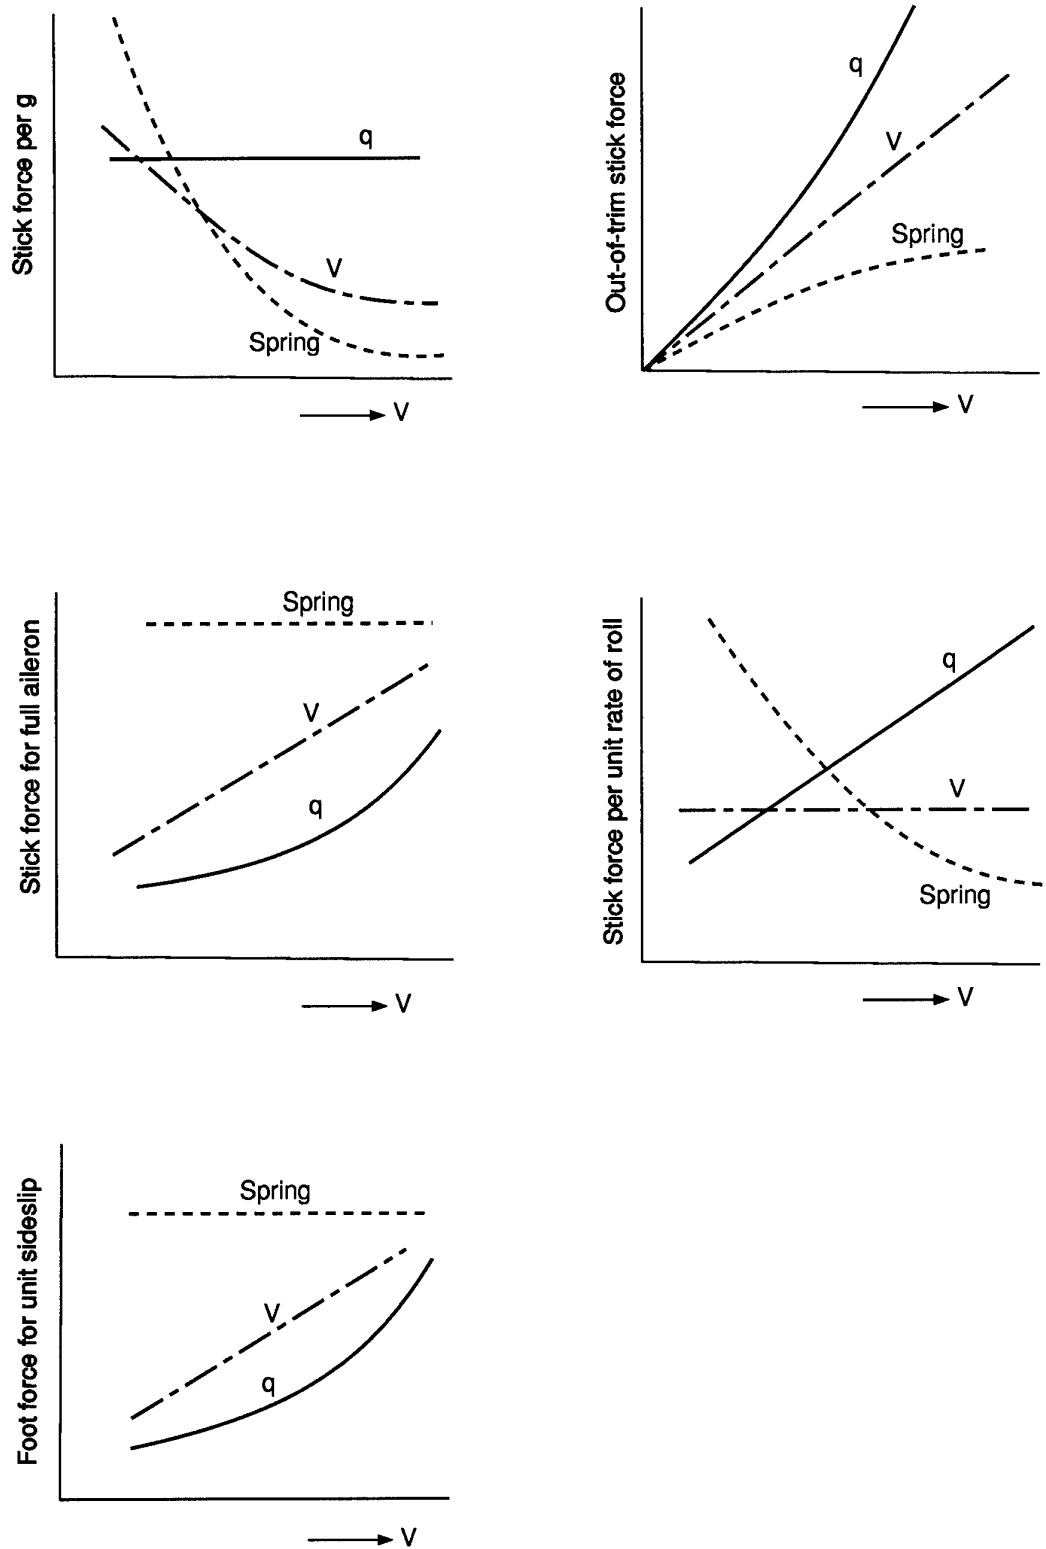 Stick force per g
q
V
Spring
V
Out-of-trim stick force
q
V
Spring
V
Stick force for full aileron
Spring
V
q
V
Stick force per unit rate of roll
q
V
Spring
V
Foot force for unit sideslip
Spring
V
q
V